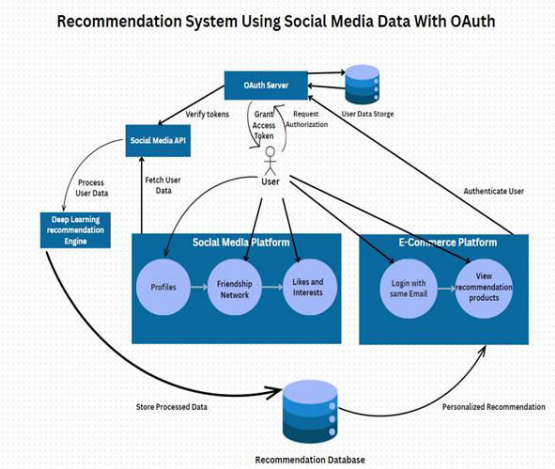 Recommendation System Using Social Media Data With OAuth
OAuth Server
User Data Storge
Verify tokens
Grant
Access
Token
Request
Authorization
Social Media API
User
Process
User Data
Fetch User
Data
Authenticate User
Deep Learning
recommendation
Engine
Social Media Platform
E-Commerce Platform
Profiles
Friendship
Network
Likes and
Interests
Login with
same Email
View
recommendation
products
Store Processed Data
Personalized Recommendation
Recommendation Database